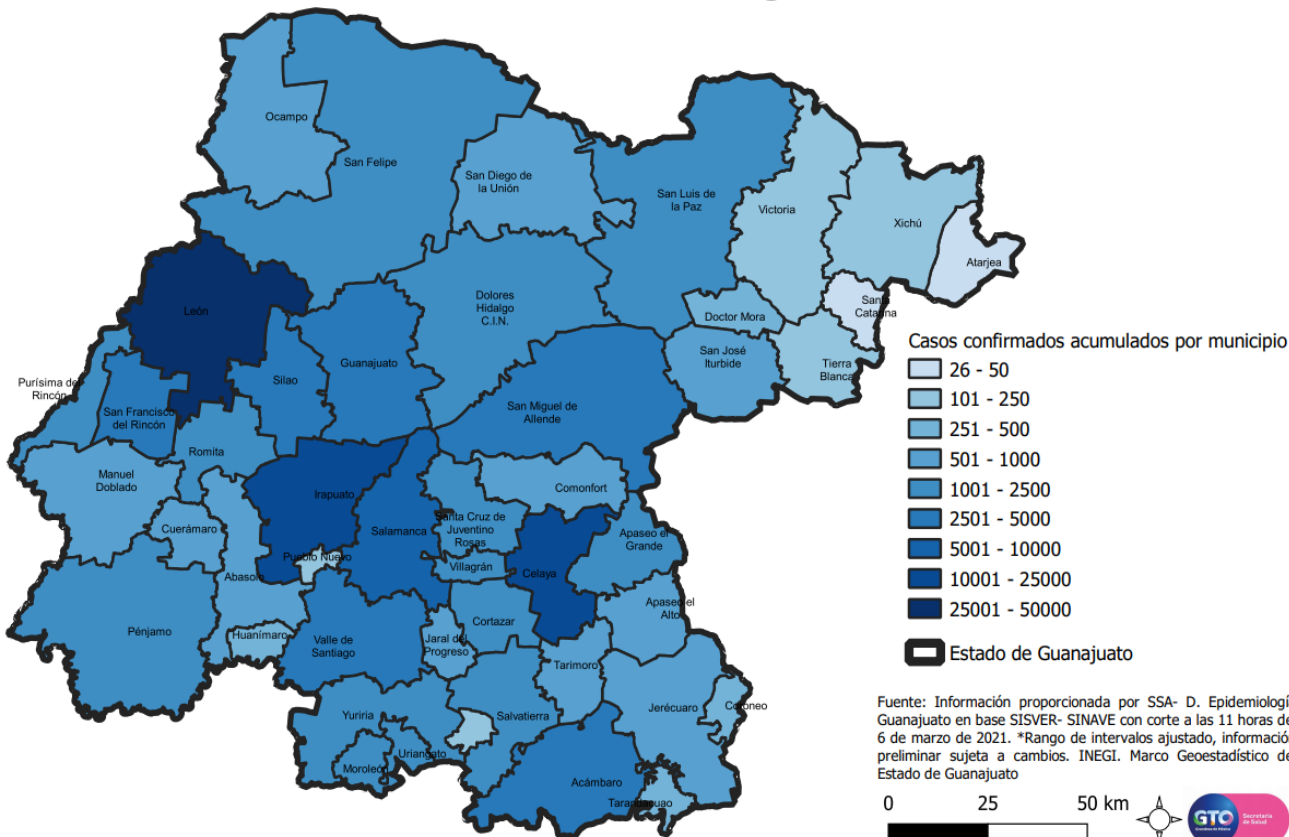 Ocampo
San Felipe
San Diego de
la Unión
San Luis de
la Paz
Victoria
Xichú
Atarjea
León
Dolores
Hidalgo
C.I.N.
Doctor Mora
Santa
Catarina
Guanajuato
San José
Iturbide
Tierra
Blanca
Silao
Purísima del
Rincón
San Francisco
del Rincón
San Miguel de
Allende
Romita
Manuel
Doblado
Irapuato
Comonfort
Cuerámaro
Salamanca
Santa Cruz de
Juventino
Rosas
Apaseo el
Grande
Pueblo Nuevo
Villagrán
Celaya
Abasolo
Apaseo el
Alto
Pénjamo
Huanímaro
Valle de
Santiago
Cortazar
Jaral del
Progreso
Tarimoro
Yuriria
Salvatierra
Jerécuaro
Coroneo
Uriangato
Moroleón
Acámbaro
Tarandacuao
Casos confirmados acumulados por municipio
26 - 50
101 - 250
251 - 500
501 - 1000
1001 - 2500
2501 - 5000
5001 - 10000
10001 - 25000
25001 - 50000
Estado de Guanajuato
Fuente: Información proporcionada por SSA- D. Epidemiologí
Guanajuato en base SISVER- SINAVE con corte a las 11 horas de
6 de marzo de 2021. *Rango de intervalos ajustado, informació
preliminar sujeta a cambios. INEGI. Marco Geoestadístico de
Estado de Guanajuato
0 25 50 km
GTO
Grandeza de México
Secretaría
de Salud